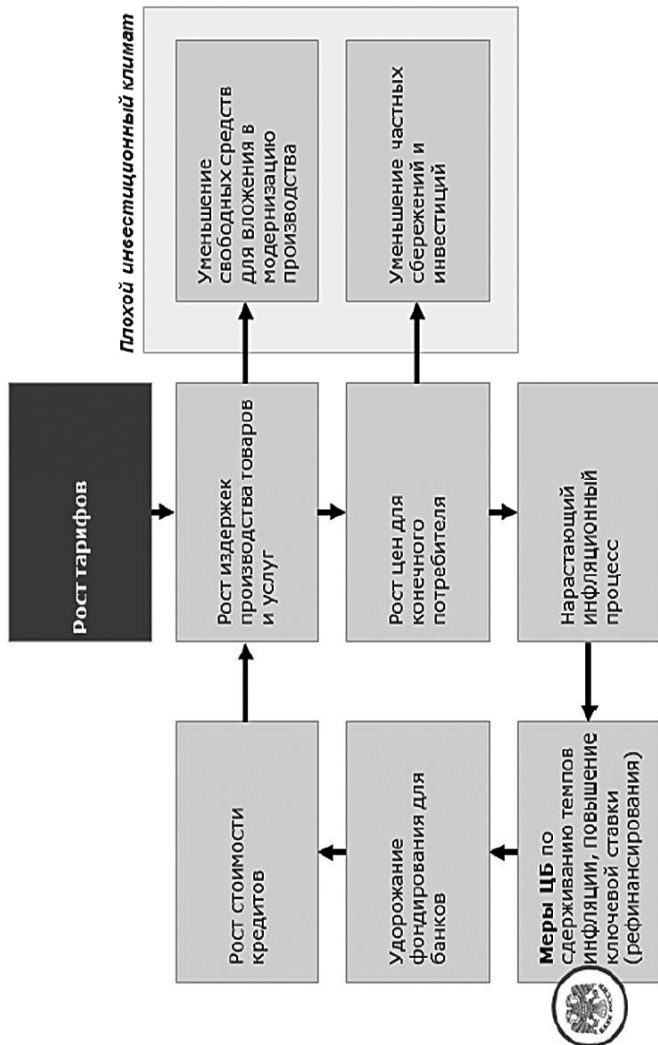 Рост тарифов
Плохой инвестиционный климат
Рост издержек
производства товаров
и услуг
Уменьшение
свободных средств
для вложения в
модернизацию
производства
Рост цен для
конечного
потребителя
Уменьшение частных
сбережений и
инвестиций
Нарастающий
инфляционный
процесс
Меры ЦБ по
сдерживанию темпов
инфляции, повышение
ключевой ставки
(рефинансирования)
Удорожание
фондирования для
банков
Рост стоимости
кредитов
БАНК РОССИИ